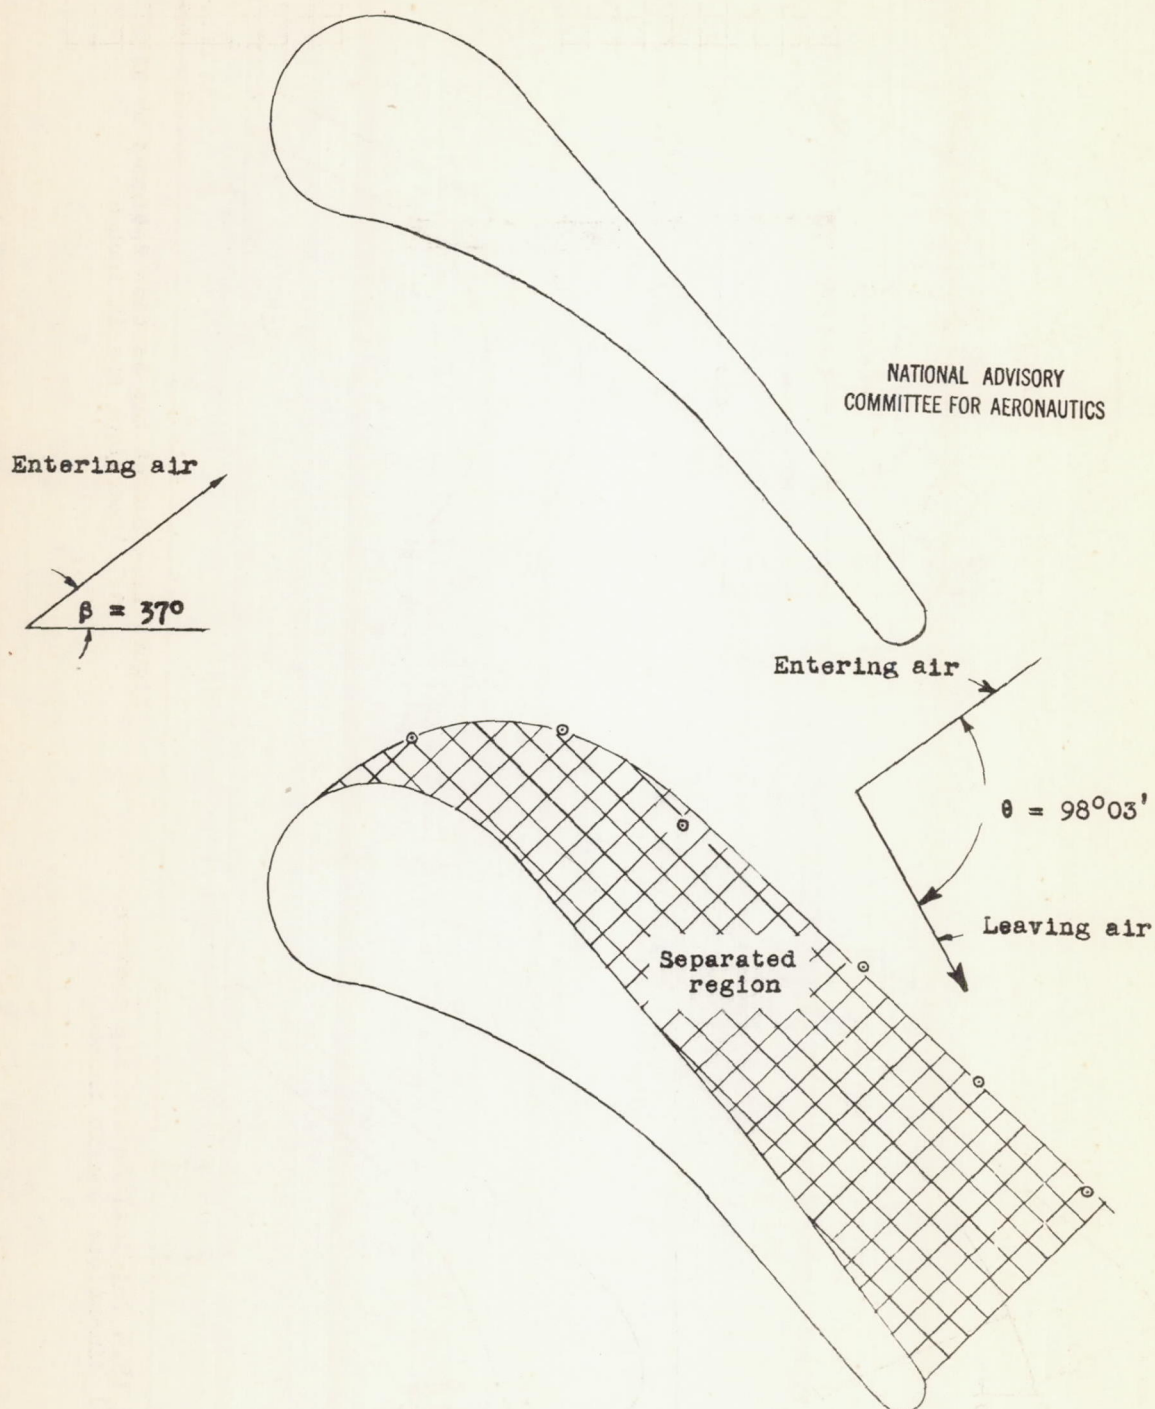 NATIONAL ADVISORY
COMMITTEE FOR AERONAUTICS
Entering air
β = 37°
Entering air
θ = 98°03'
Leaving air
Separated
region